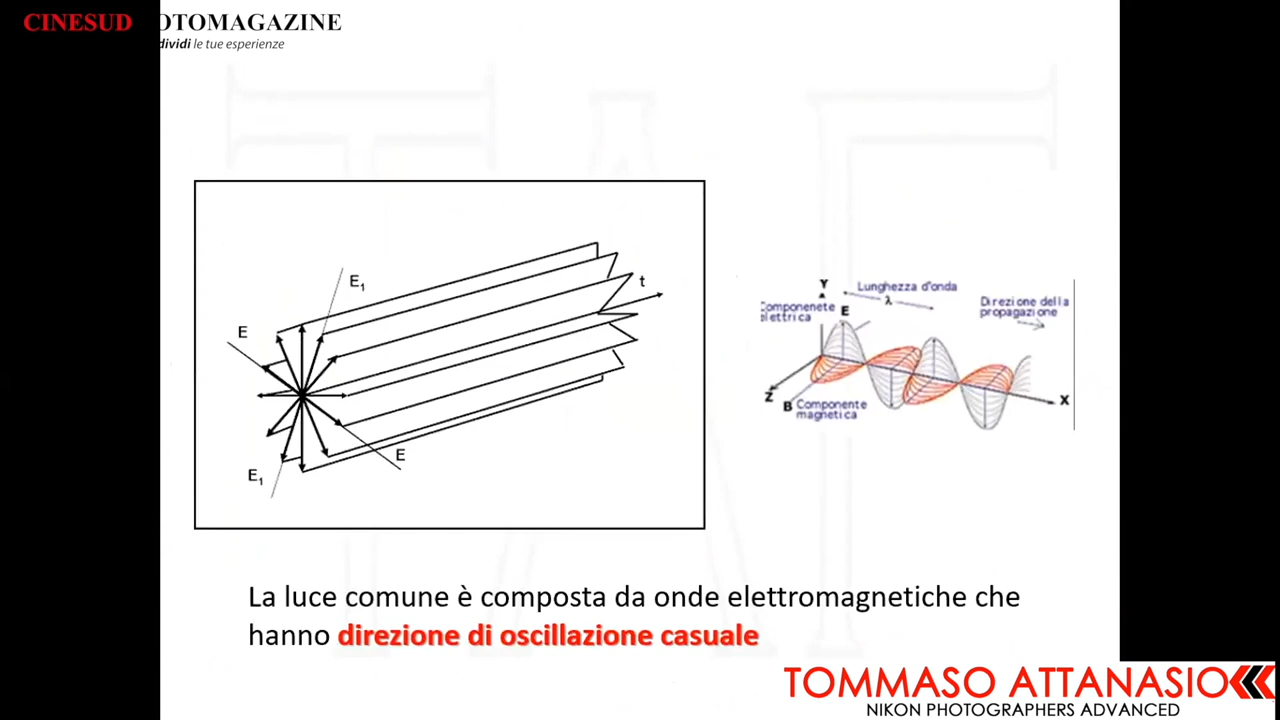 CINESUD OTOMAGAZINE
dividi le tue esperienze
E₁
t
E
E
E₁
Y
Lunghezza d'onda
λ
Componenete
elettrica
E
Direzione della
propagazione
Z
B Componente
magnetica
X
La luce comune è composta da onde elettromagnetiche che
hanno direzione di oscillazione casuale
TOMMASO ATTANASIO
NIKON PHOTOGRAPHERS ADVANCED